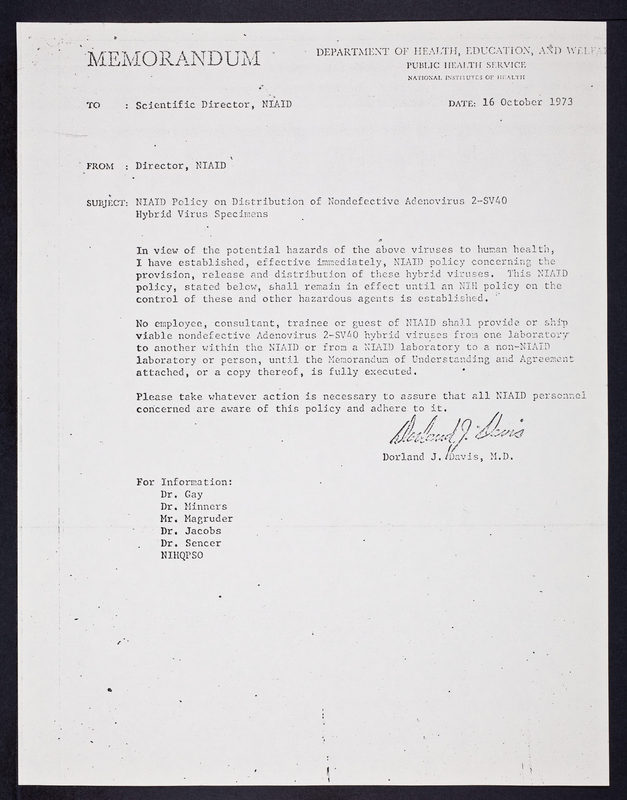 MEMORANDUM
DEPARTMENT OF HEALTH, EDUCATION, AND WELFA
PUBLIC HEALTH SERVICE
NATIONAL INSTITUTES OF HEALTH
TO : Scientific Director, NIAID
DATE: 16 October 1973
FROM : Director, NIAID
SUBJECT: NIAID Policy on Distribution of Nondefective Adenovirus 2-SV40
Hybrid Virus Specimens
In view of the potential hazards of the above viruses to human health,
I have established, effective immediately, NIAID policy concerning the
provision, release and distribution of these hybrid viruses. This NIAID
policy, stated below, shall remain in effect until an NIH policy on the
control of these and other hazardous agents is established.
No employee, consultant, trainee or guest of NIAID shall provide or ship
viable nondefective Adenovirus 2-SV40 hybrid viruses from one laboratory
to another within the NIAID or from a NIAID laboratory to a non-NIAID
laboratory or person, until the Memorandum of Understanding and Agreement
attached, or a copy thereof, is fully executed.
Please take whatever action is necessary to assure that all NIAID personnel
concerned are aware of this policy and adhere to it.
Dorland J. Davis
Dorland J. Davis, M.D.
For Information:
Dr. Gay
Dr. Minners
Mr. Magruder
Dr. Jacobs
Dr. Sencer
NIHQPSO